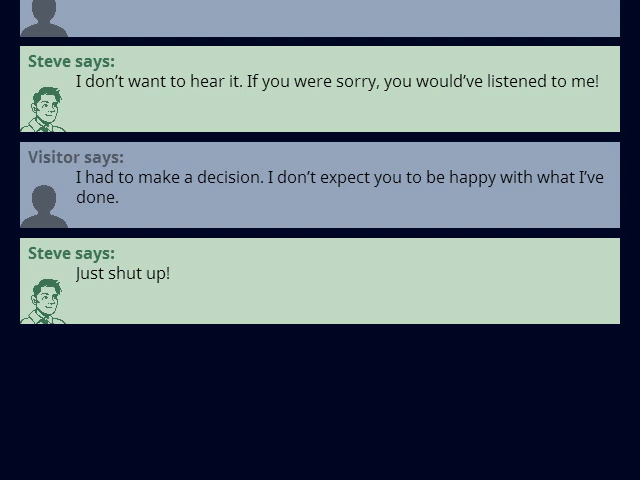 Steve says:
I don’t want to hear it. If you were sorry, you would’ve listened to me!
Visitor says:
I had to make a decision. I don’t expect you to be happy with what I’ve
done.
Steve says:
Just shut up!